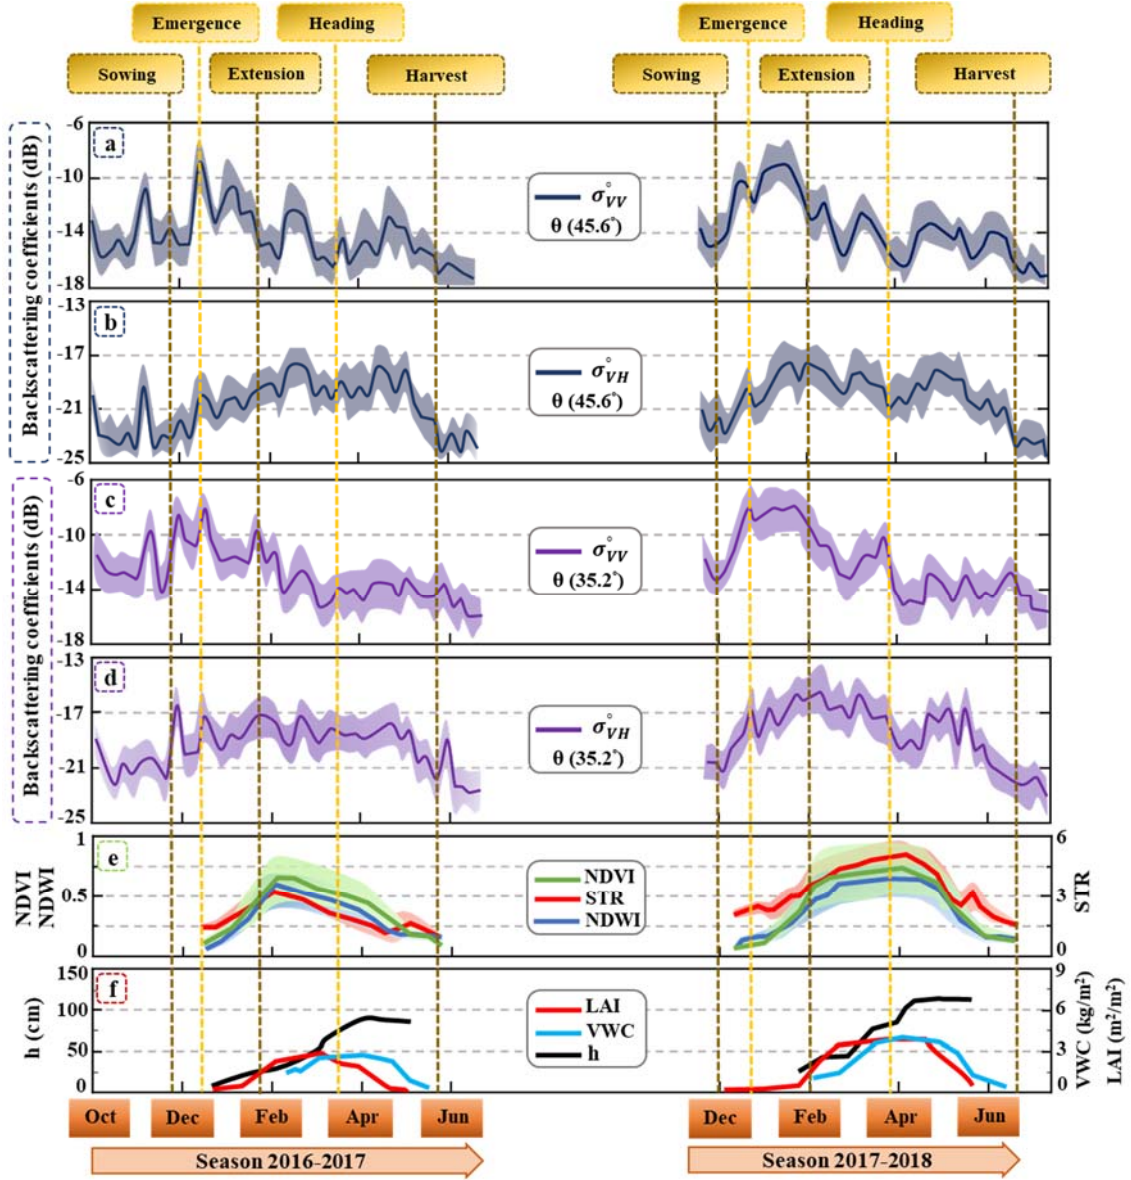 Emergence
Heading
Emergence
Heading
Sowing
Extension
Harvest
Sowing
Extension
Harvest
Backscattering coefficients (dB)
-6
-10
-14
-18
a
σ°VV
θ (45.6°)
-13
-17
-21
-25
b
σ°VH
θ (45.6°)
Backscattering coefficients (dB)
-6
-10
-14
-18
c
σ°VV
θ (35.2°)
-13
-17
-21
-25
d
σ°VH
θ (35.2°)
NDVI
NDWI
1
0.5
0
e
NDVI
STR
NDWI
6
3
0
STR
h (cm)
150
100
50
0
f
LAI
VWC
h
9
6
3
0
VWC (kg/m²)
LAI (m²/m²)
Oct
Dec
Feb
Apr
Jun
Dec
Feb
Apr
Jun
Season 2016-2017
Season 2017-2018